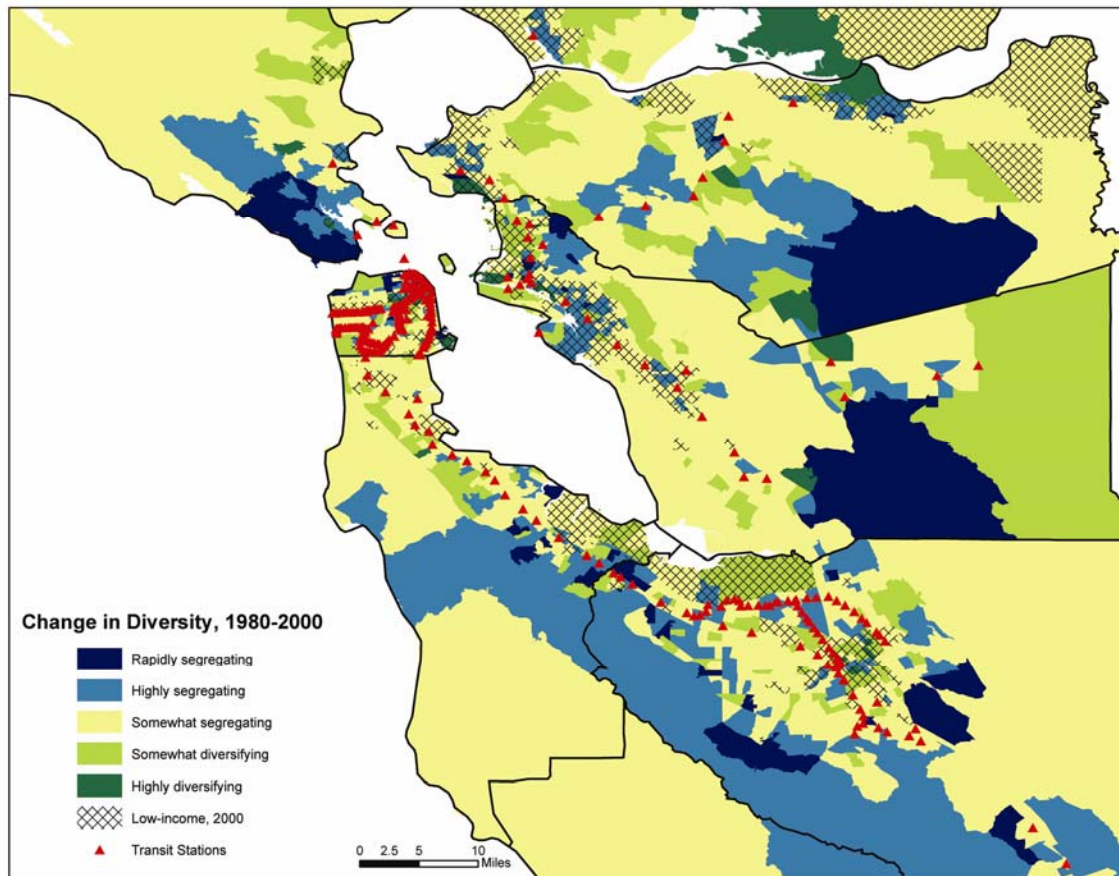 Change in Diversity, 1980-2000
Rapidly segregating
Highly segregating
Somewhat segregating
Somewhat diversifying
Highly diversifying
Low-income, 2000
Transit Stations
0 2.5 5 10
Miles